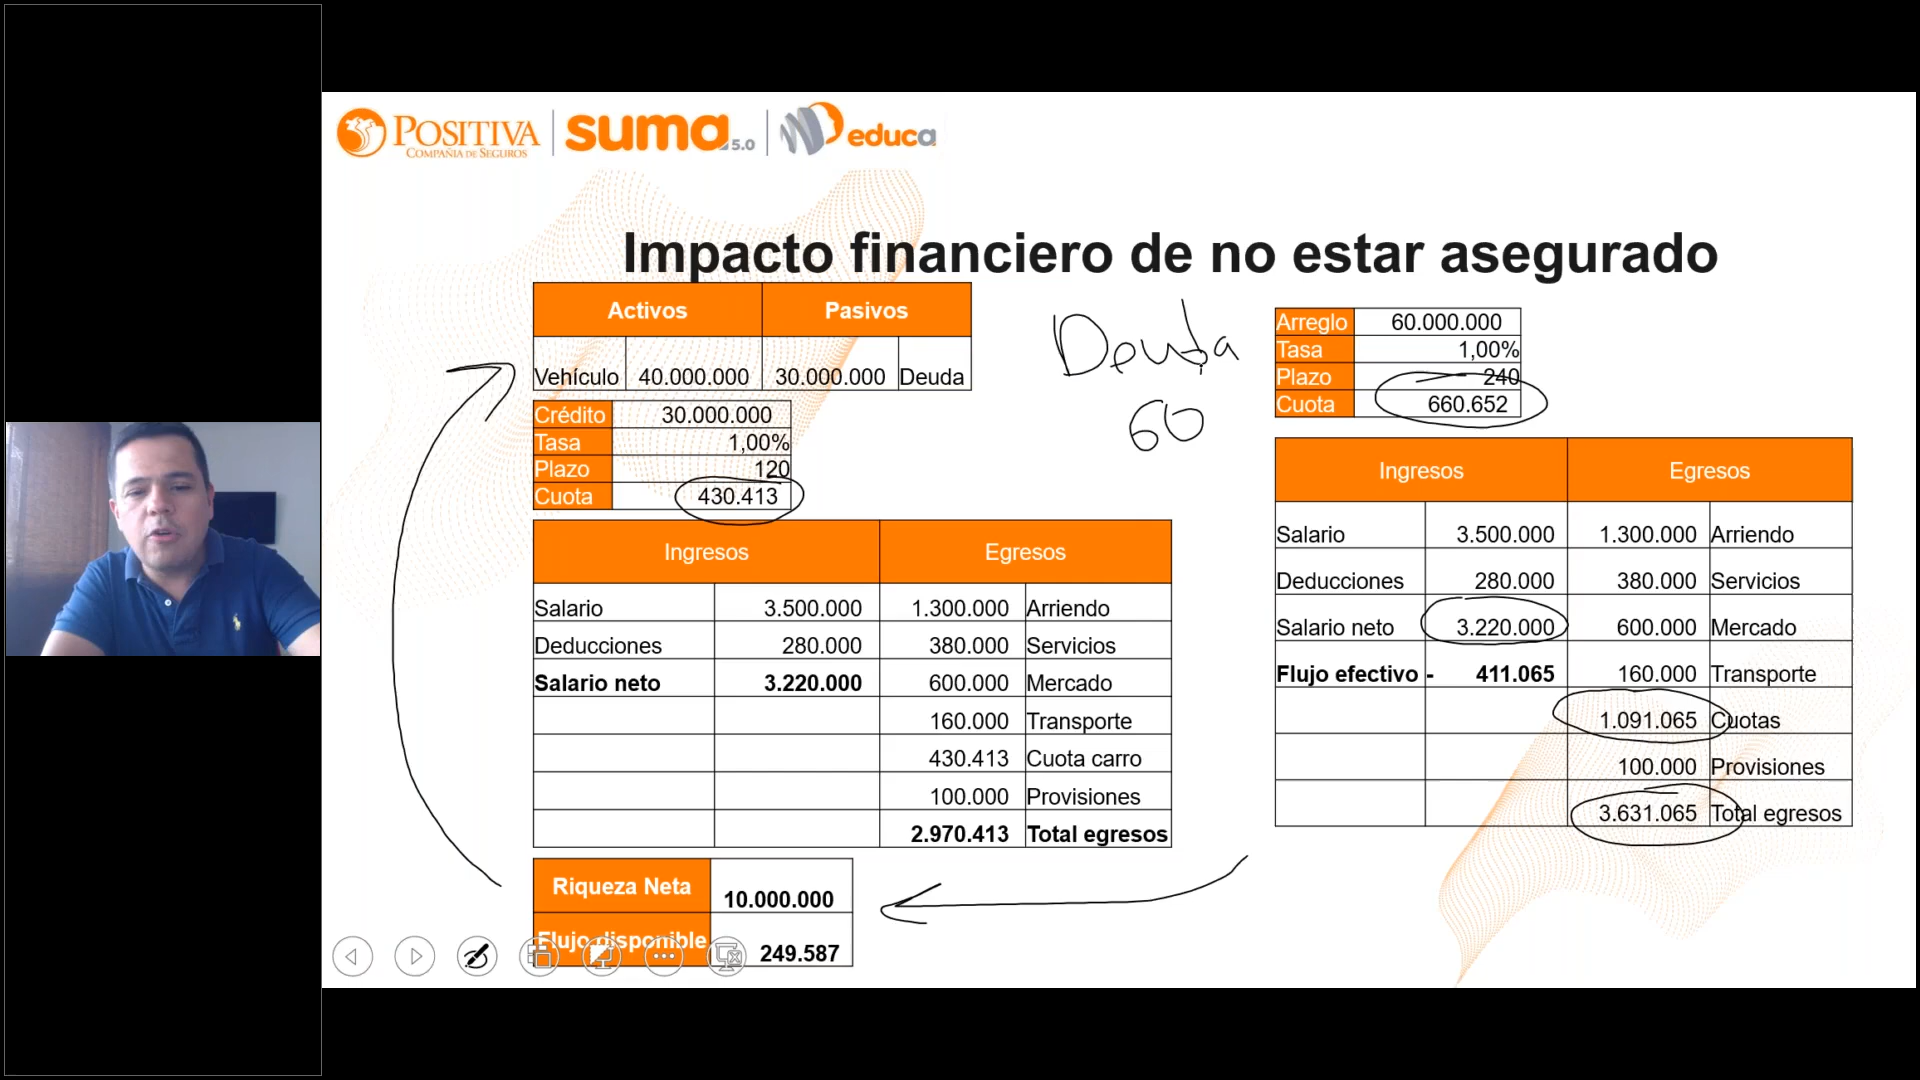 POSITIVA
COMPAÑÍA DE SEGUROS
suma 5.0
educa
Impacto financiero de no estar asegurado
Activos Pasivos
Vehículo 40.000.000 30.000.000 Deuda
Crédito 30.000.000
Tasa 1,00%
Plazo 120
Cuota 430.413
Ingresos Egresos
Salario 3.500.000 1.300.000 Arriendo
Deducciones 280.000 380.000 Servicios
Salario neto 3.220.000 600.000 Mercado
160.000 Transporte
430.413 Cuota carro
100.000 Provisiones
2.970.413 Total egresos
Riqueza Neta 10.000.000
Flujo disponible 249.587
Deuda
60
Arreglo 60.000.000
Tasa 1,00%
Plazo 240
Cuota 660.652
Ingresos Egresos
Salario 3.500.000 1.300.000 Arriendo
Deducciones 280.000 380.000 Servicios
Salario neto 3.220.000 600.000 Mercado
Flujo efectivo - 411.065 160.000 Transporte
1.091.065 Cuotas
100.000 Provisiones
3.631.065 Total egresos